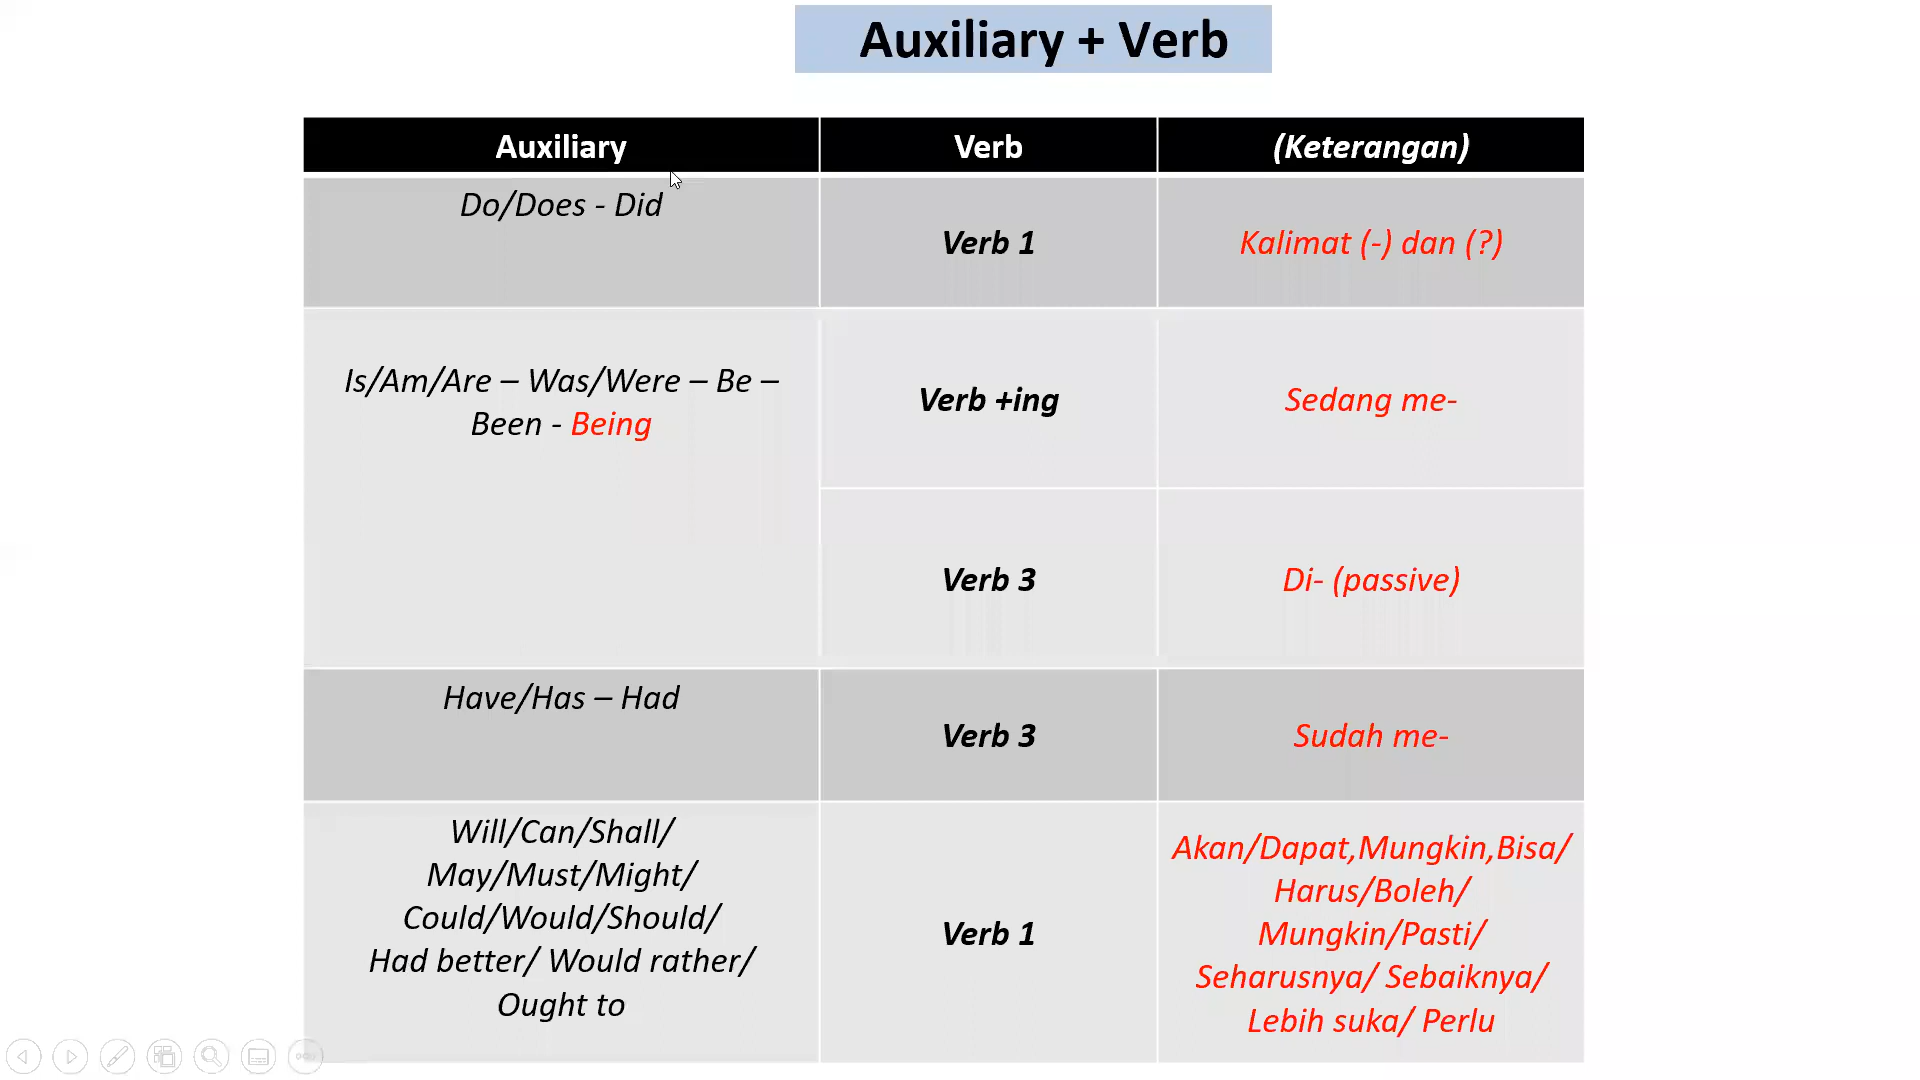 Auxiliary + Verb
Auxiliary
Verb
(Keterangan)
Do/Does - Did
Verb 1
Kalimat (-) dan (?)
Is/Am/Are – Was/Were – Be –
Been - Being
Verb +ing
Sedang me-
Verb 3
Di- (passive)
Have/Has – Had
Verb 3
Sudah me-
Will/Can/Shall/
May/Must/Might/
Could/Would/Should/
Had better/ Would rather/
Ought to
Verb 1
Akan/Dapat,Mungkin,Bisa/
Harus/Boleh/
Mungkin/Pasti/
Seharusnya/ Sebaiknya/
Lebih suka/ Perlu